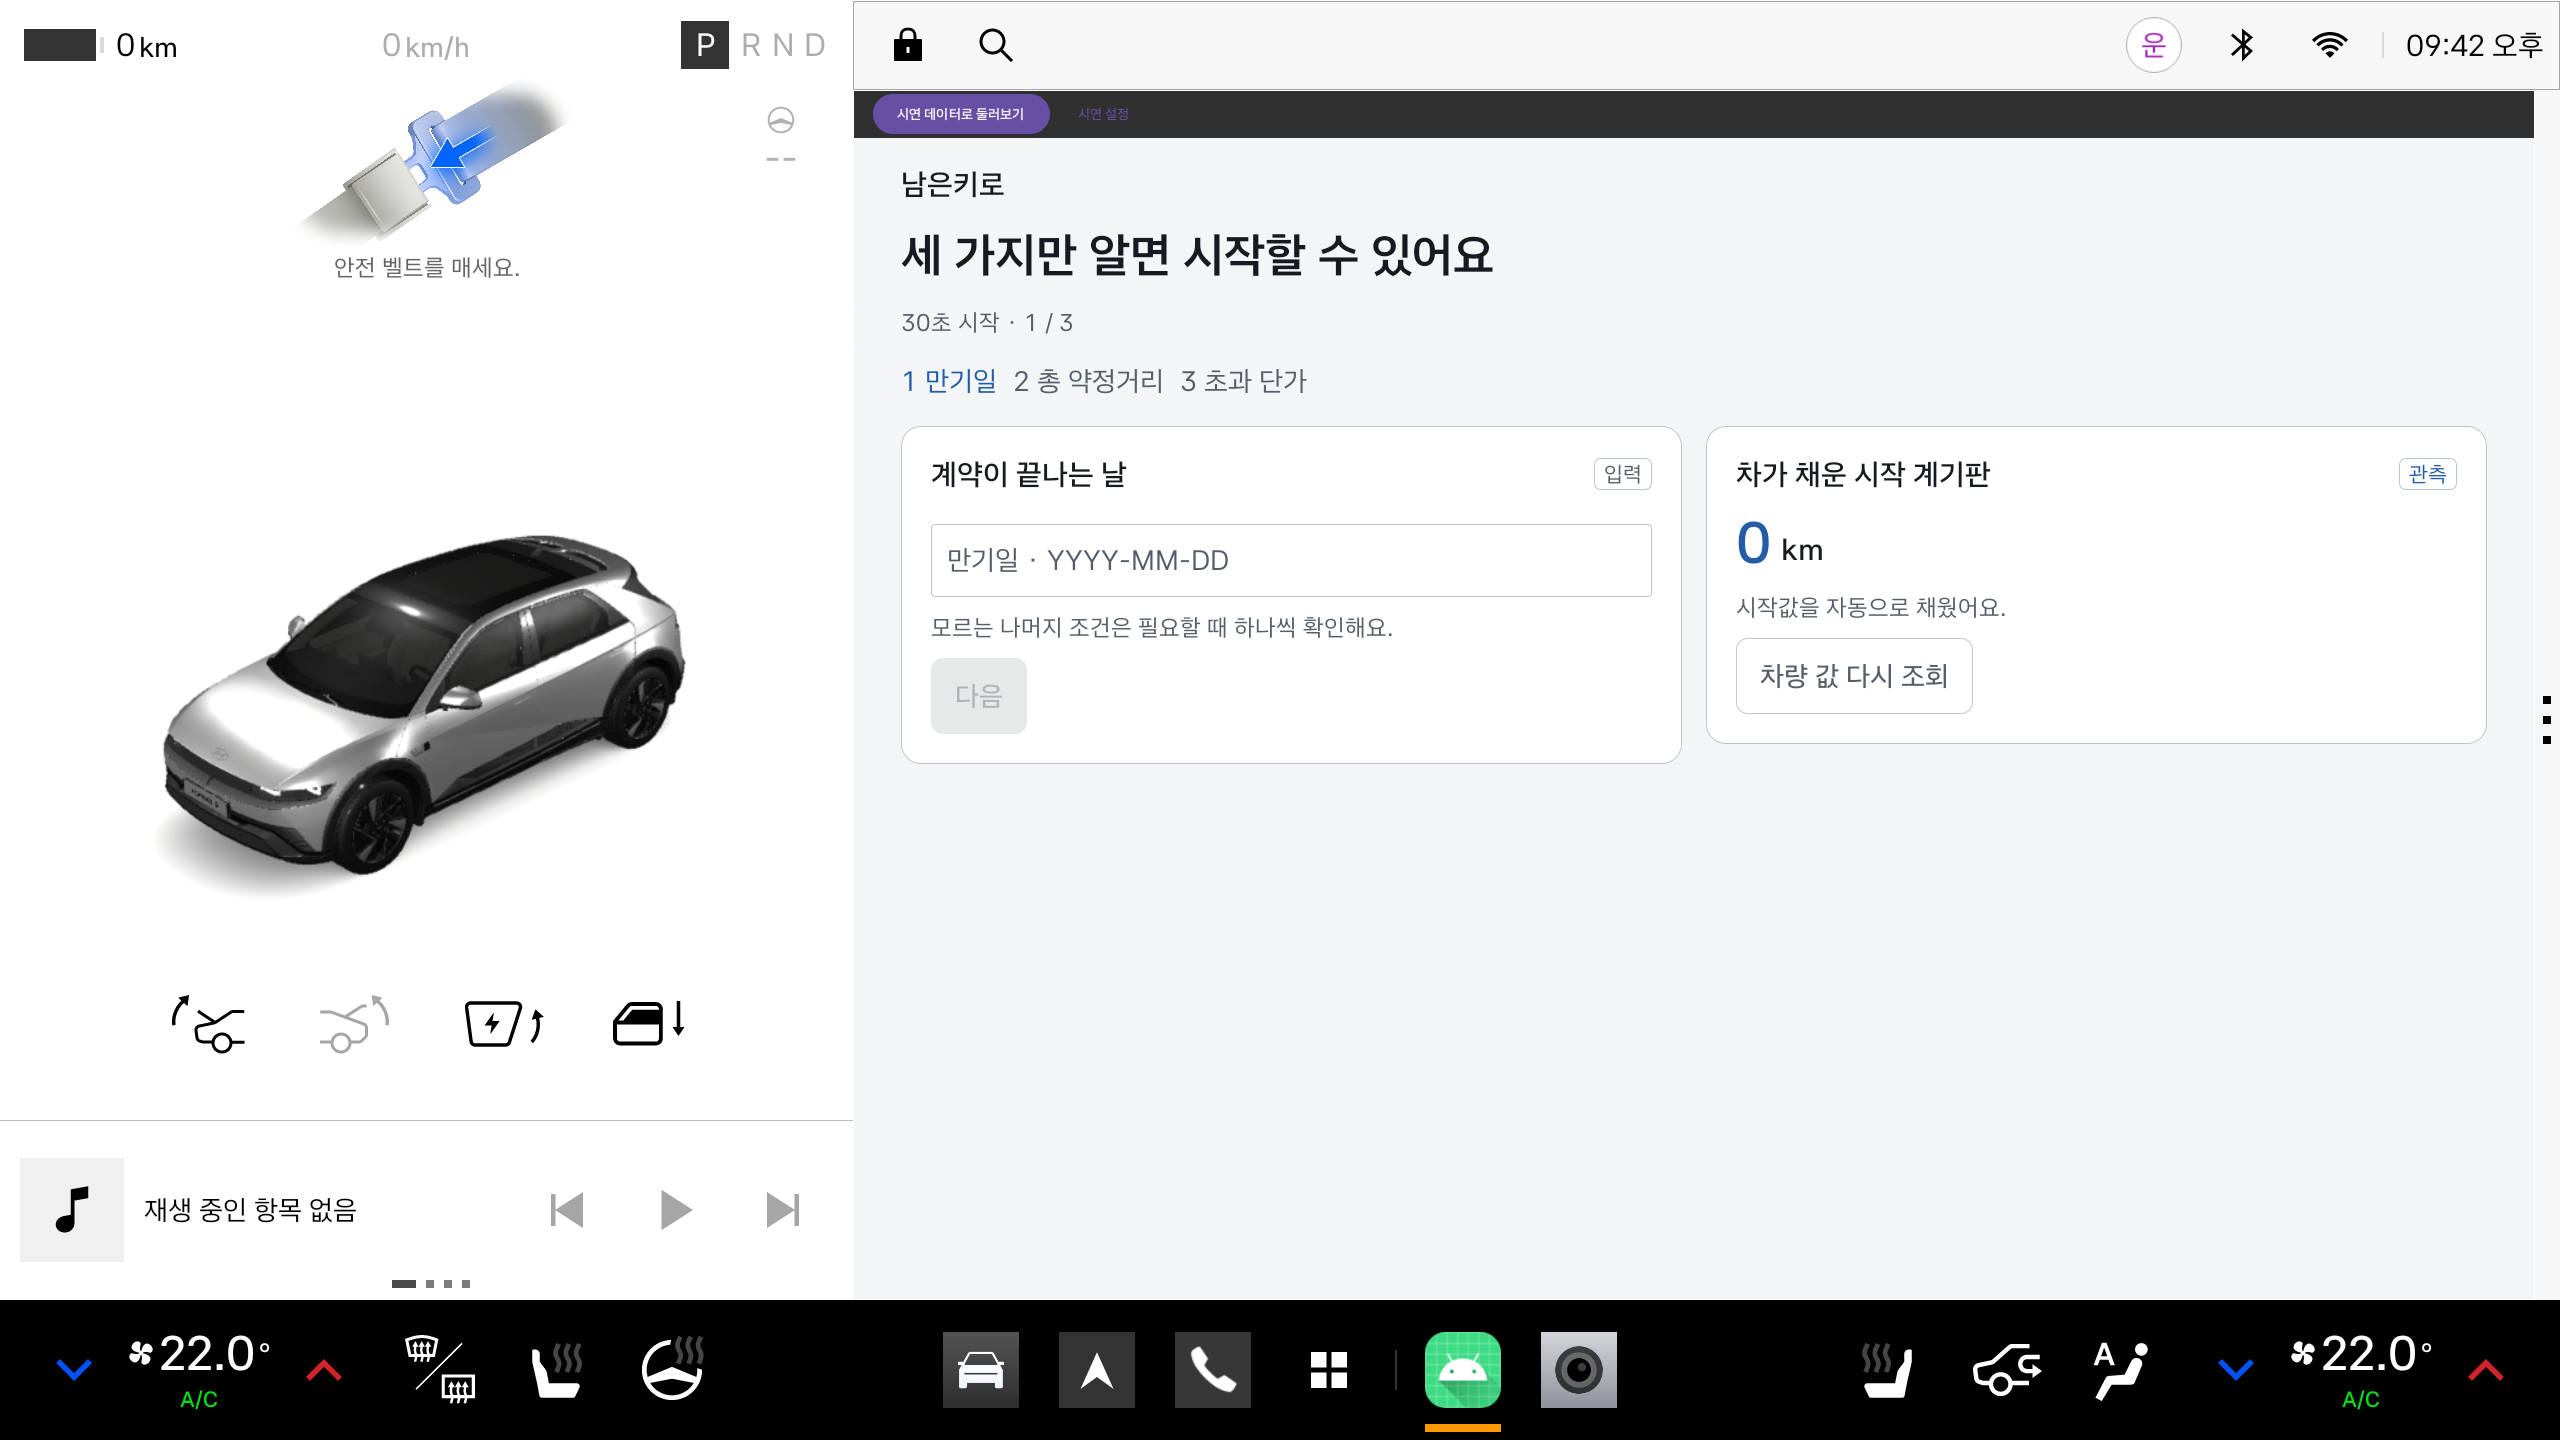 0 km
0 km/h
P R N D
운
09:42 오후
시연 데이터로 둘러보기
시연 설정
안전 벨트를 매세요.
--
남은키로
세 가지만 알면 시작할 수 있어요
30초 시작 · 1 / 3
1 만기일 2 총 약정거리 3 초과 단가
계약이 끝나는 날
입력
만기일 · YYYY-MM-DD
모르는 나머지 조건은 필요할 때 하나씩 확인해요.
다음
차가 채운 시작 계기판
관측
0 km
시작값을 자동으로 채웠어요.
차량 값 다시 조회
재생 중인 항목 없음
22.0°
A/C
A
22.0°
A/C